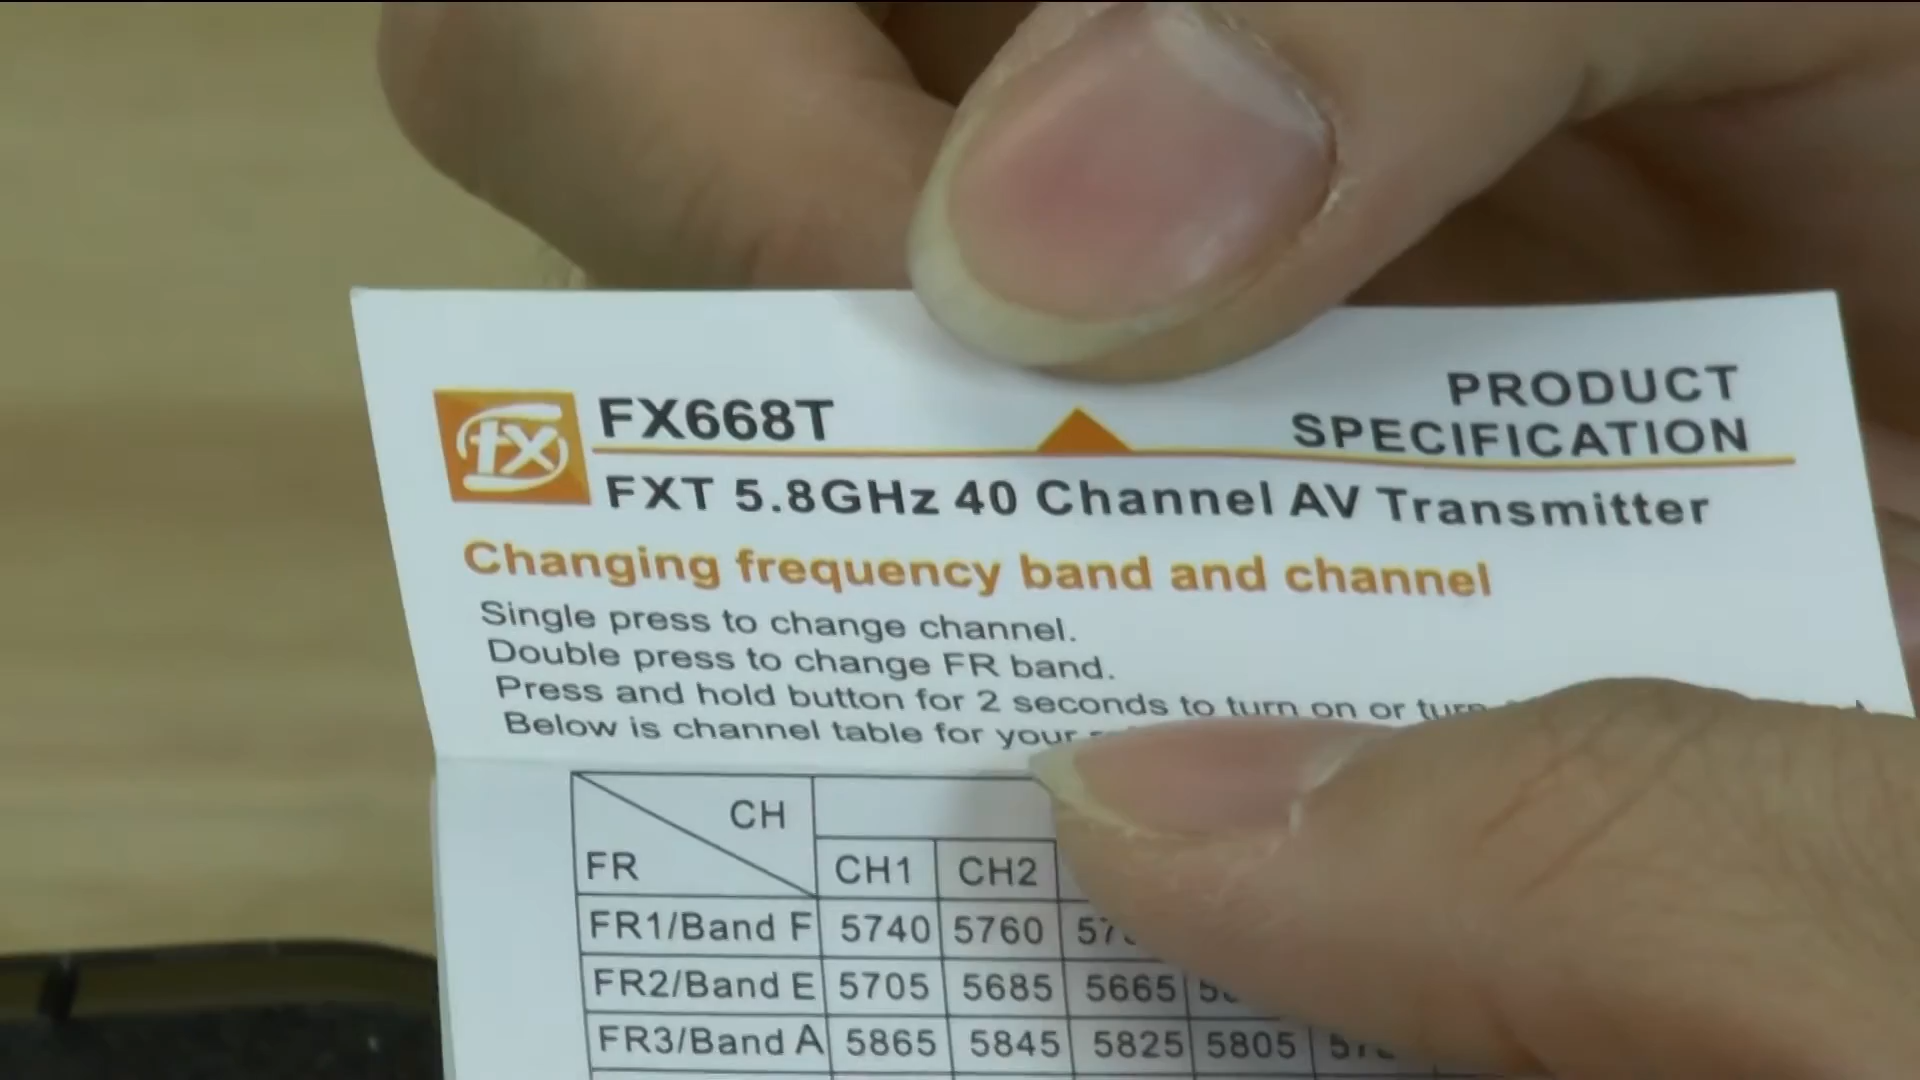 fx
FX668T
PRODUCT
SPECIFICATION
FXT 5.8GHz 40 Channel AV Transmitter
Changing frequency band and channel
Single press to change channel.
Double press to change FR band.
Press and hold button for 2 seconds to turn on or
Below is channel table for your
CH
FR
CH1 CH2
FR1/Band F 5740 5760
FR2/Band E 5705 5685 5665
FR3/Band A 5865 5845 5825 5805